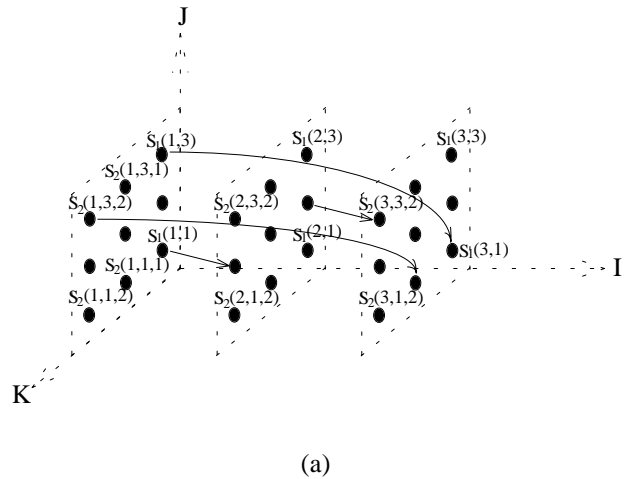 J
S₁(1,3) S₁(2,3) S₁(3,3)
S₂(1,3,1)
S₂(1,3,2) S₂(2,3,2) S₂(3,3,2)
S₁(1,1) S₁(2,1)
S₁(3,1)
S₂(1,1,1) I
S₂(1,1,2) S₂(2,1,2) S₂(3,1,2)
K
(a)